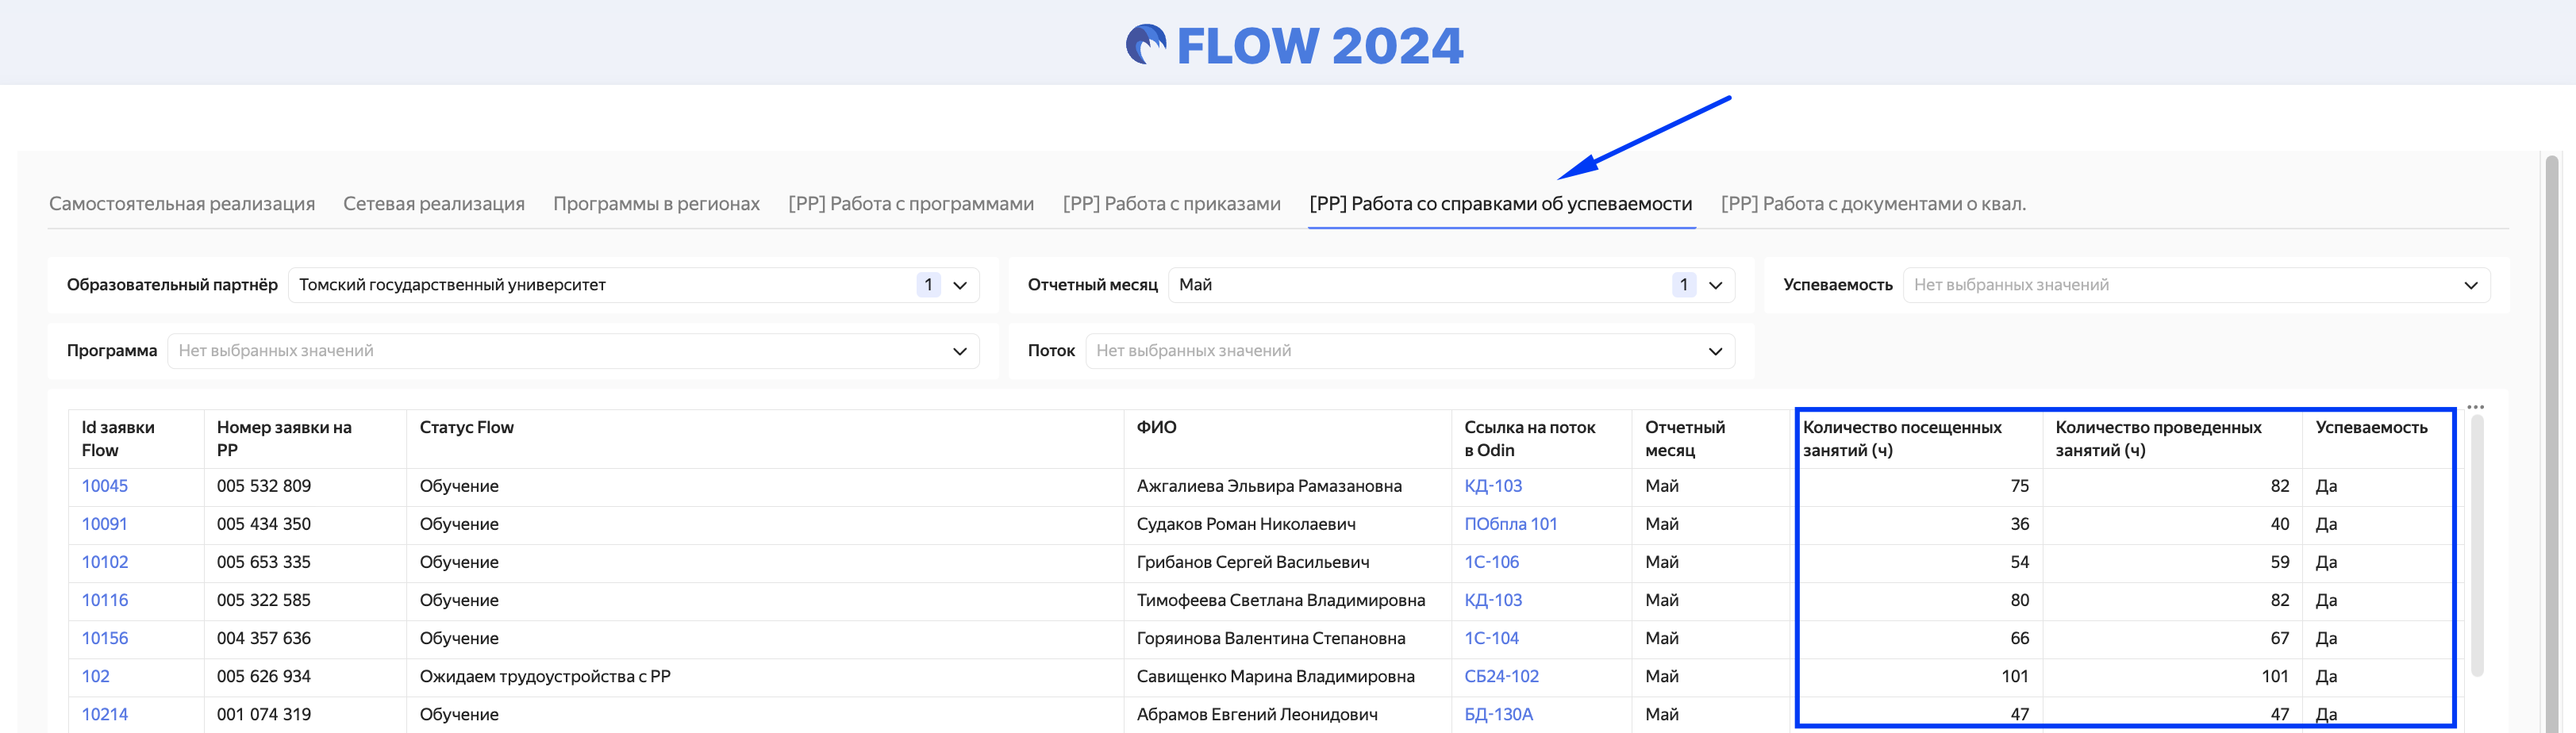 FLOW 2024
Самостоятельная реализация Сетевая реализация Программы в регионах [РР] Работа с программами [РР] Работа с приказами [РР] Работа со справками об успеваемости [РР] Работа с документами о квал.
Образовательный партнёр Томский государственный университет 1 Отчетный месяц Май 1 Успеваемость Нет выбранных значений
Программа Нет выбранных значений Поток Нет выбранных значений
Id заявки Flow Номер заявки на РР Статус Flow ФИО Ссылка на поток в Odin Отчетный месяц Количество посещенных занятий (ч) Количество проведенных занятий (ч) Успеваемость
10045 005 532 809 Обучение Ажгалиева Эльвира Рамазановна КД-103 Май 75 82 Да
10091 005 434 350 Обучение Судаков Роман Николаевич ПОбпла 101 Май 36 40 Да
10102 005 653 335 Обучение Грибанов Сергей Васильевич 1С-106 Май 54 59 Да
10116 005 322 585 Обучение Тимофеева Светлана Владимировна КД-103 Май 80 82 Да
10156 004 357 636 Обучение Горяинова Валентина Степановна 1С-104 Май 66 67 Да
102 005 626 934 Ожидаем трудоустройства с РР Савищенко Марина Владимировна СБ24-102 Май 101 101 Да
10214 001 074 319 Обучение Абрамов Евгений Леонидович БД-130А Май 47 47 Да